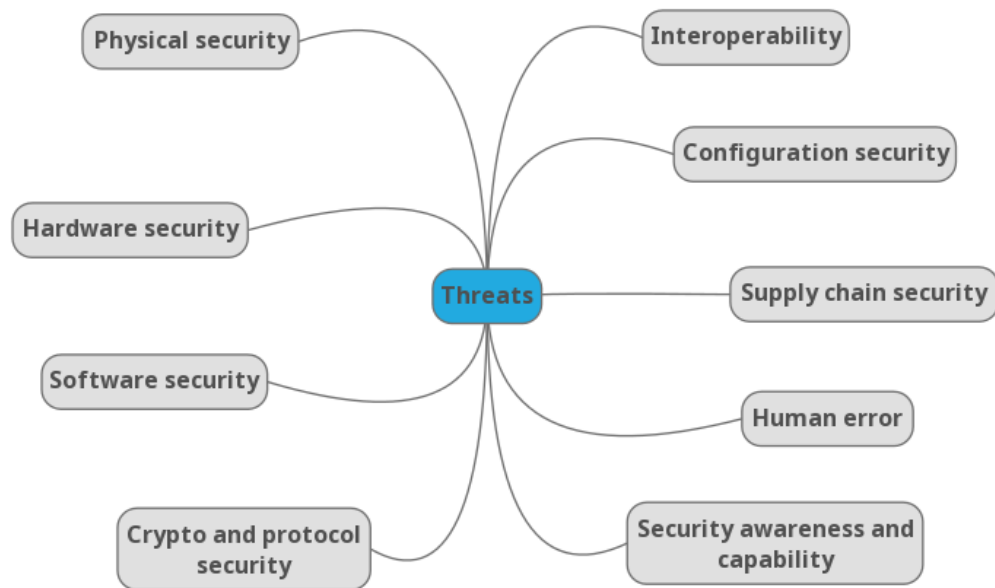 Physical security
Interoperability
Configuration security
Hardware security
Threats
Supply chain security
Software security
Human error
Crypto and protocol
security
Security awareness and
capability